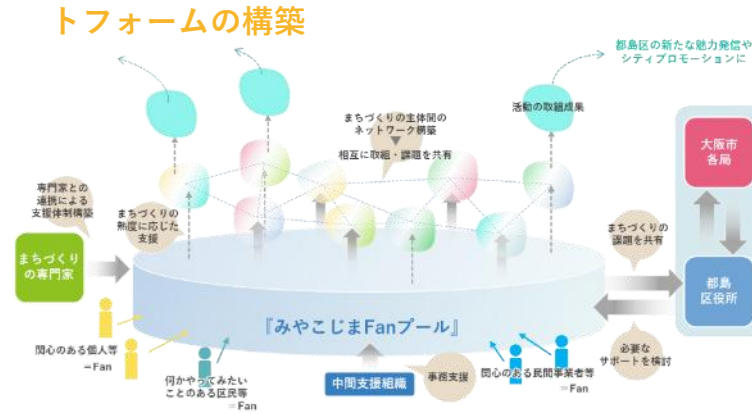 トフォームの構築
都島区の新たな魅力発信や
シティプロモーションに
活動の取組成果
まちづくりの主体間の
ネットワーク構築
相互に取組・課題を共有
大阪市
各局
専門家との
連携による
支援体制構築
まちづくりの
熟度に応じた
支援
まちづくりの
課題を共有
まちづくり
の専門家
都島
区役所
『みやこじまFanプール』
関心のある個人等
=Fan
何かやってみたい
ことのある区民等
=Fan
中間支援組織
事務支援
関心のある民間事業者等
=Fan
必要な
サポートを検討